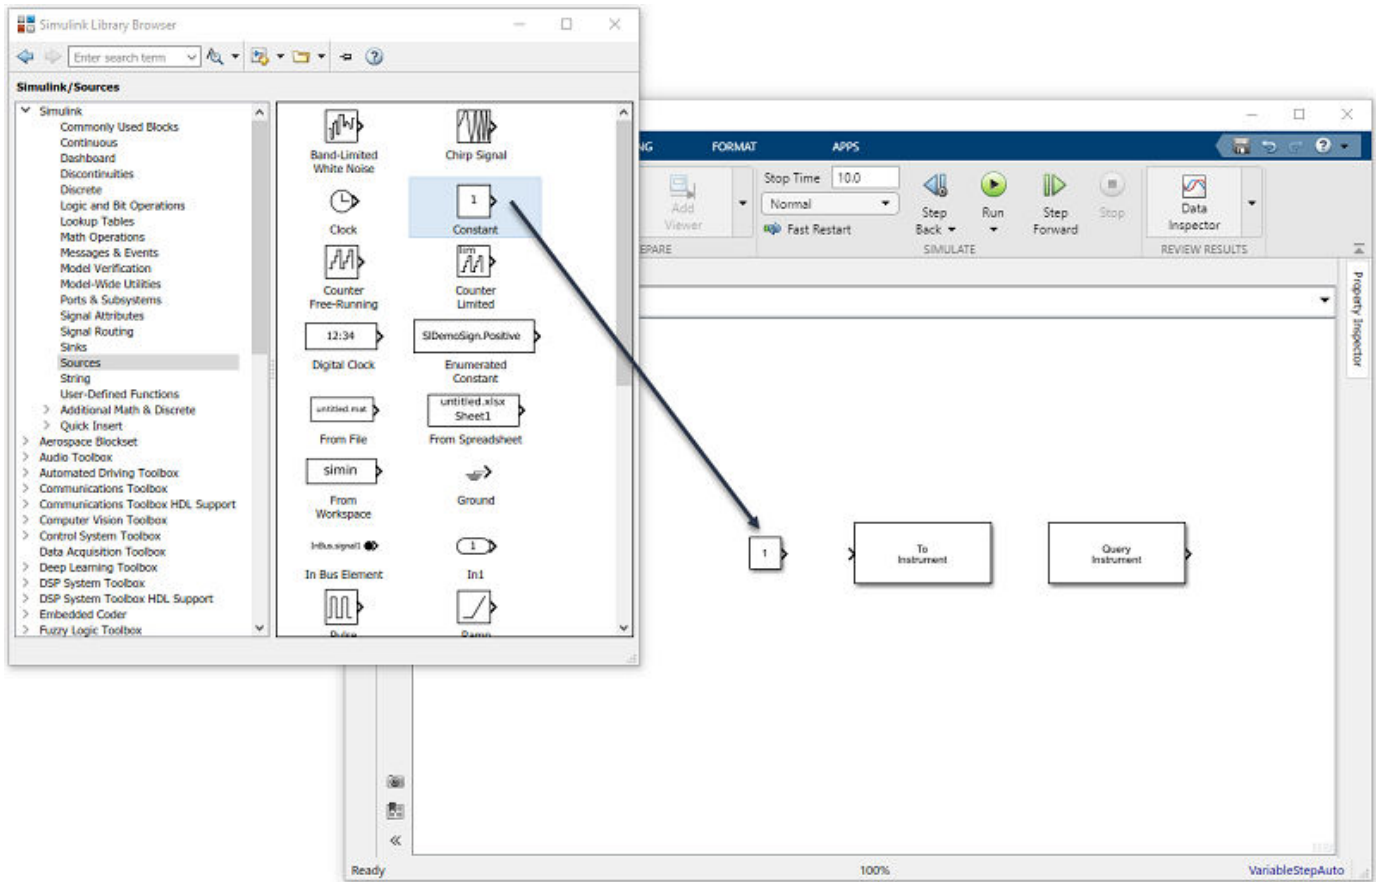 Simulink Library Browser
Enter search term
Simulink/Sources
Simulink
Commonly Used Blocks
Continuous
Dashboard
Discontinuities
Discrete
Logic and Bit Operations
Lookup Tables
Math Operations
Messages & Events
Model Verification
Model-Wide Utilities
Ports & Subsystems
Signal Attributes
Signal Routing
Sinks
Sources
String
User-Defined Functions
Additional Math & Discrete
Quick Insert
Aerospace Blockset
Audio Toolbox
Automated Driving Toolbox
Communications Toolbox
Communications Toolbox HDL Support
Computer Vision Toolbox
Control System Toolbox
Data Acquisition Toolbox
Deep Learning Toolbox
DSP System Toolbox
DSP System Toolbox HDL Support
Embedded Coder
Fuzzy Logic Toolbox
Band-Limited
White Noise
Chirp Signal
Clock
1
Constant
Counter
Free-Running
lim
Counter
Limited
12:34
Digital Clock
SlDemoSign.Positive
Enumerated
Constant
untitled.mat
From File
untitled.xlsx
Sheet1
From Spreadsheet
simin
From
Workspace
Ground
InBus.signal1
In Bus Element
1
In1
Pulse
Ramp
NG
FORMAT
APPS
Add
Viewer
EPARE
Stop Time
10.0
Normal
Fast Restart
Step
Back
Run
Step
Forward
Stop
SIMULATE
Data
Inspector
REVIEW RESULTS
Property Inspector
1
To
Instrument
Query
Instrument
Ready
100%
VariableStepAuto